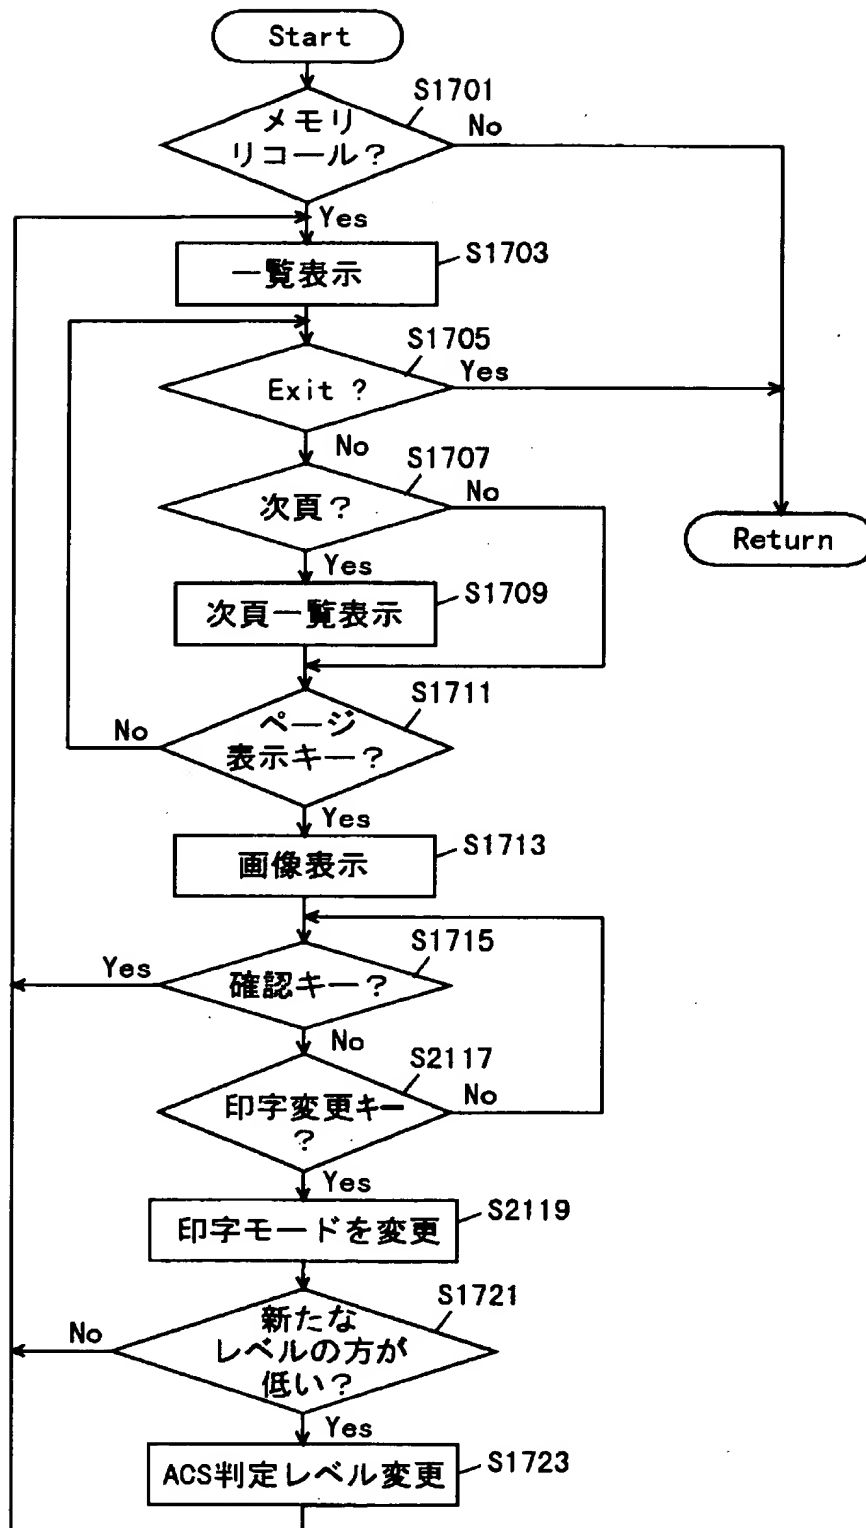 Start
S1701
メモリ
リコール？
No
Yes
一覧表示
S1703
S1705
Exit ?
Yes
No
S1707
次頁？
No
Yes
次頁一覧表示
S1709
Return
S1711
ページ
表示キー？
No
Yes
画像表示
S1713
S1715
確認キー？
Yes
No
S2117
印字変更キー
？
No
Yes
印字モードを変更
S2119
S1721
新たな
レベルの方が
低い？
No
Yes
ACS判定レベル変更
S1723